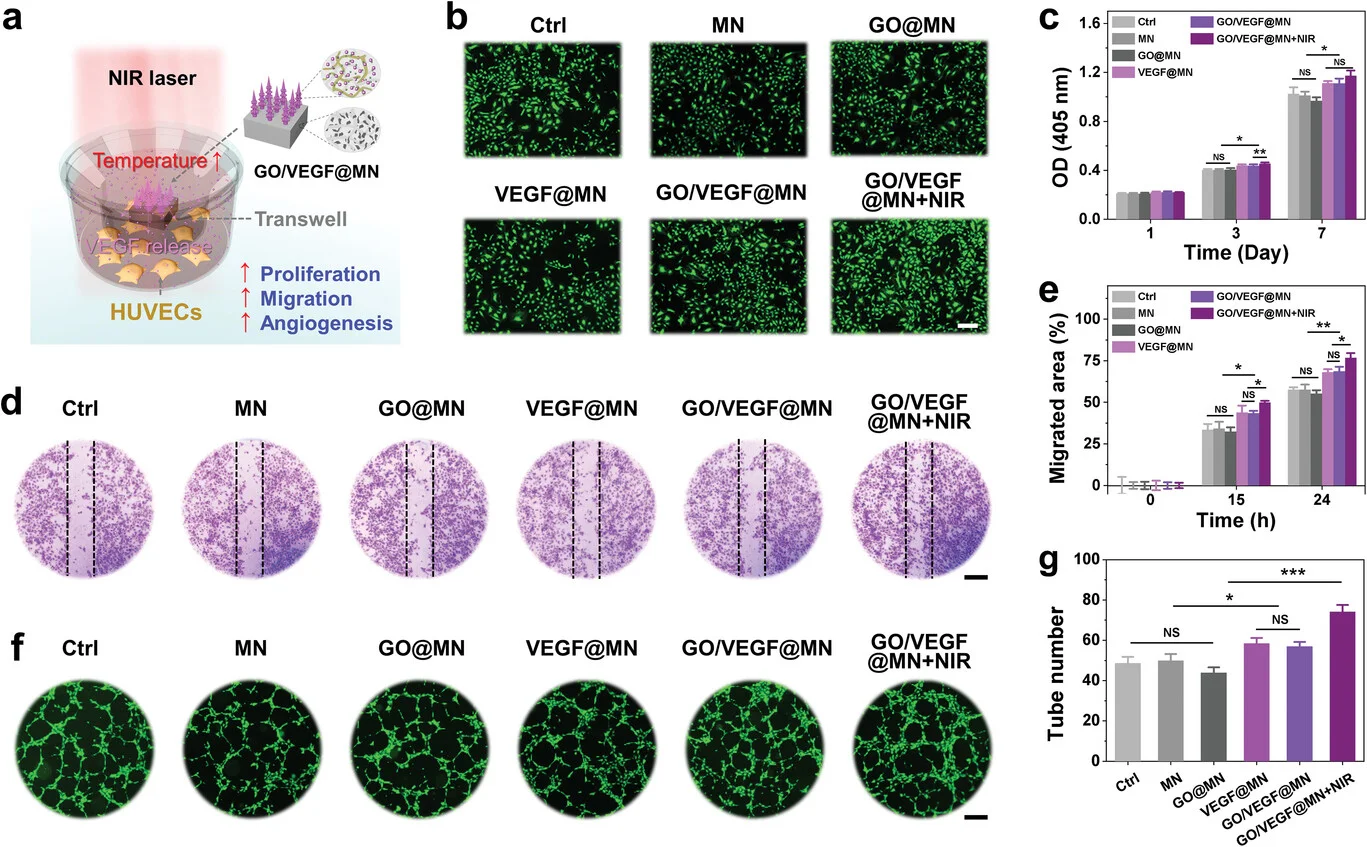 a
NIR laser
Temperature ↑
GO/VEGF@MN
Transwell
VEGF release
HUVECs
↑ Proliferation
↑ Migration
↑ Angiogenesis
b
Ctrl
MN
GO@MN
VEGF@MN
GO/VEGF@MN
GO/VEGF
@MN+NIR
c
Ctrl
MN
GO@MN
VEGF@MN
GO/VEGF@MN
GO/VEGF@MN+NIR
OD (405 nm)
1.6
1.2
0.8
0.4
0.0
NS
*
**
NS
*
NS
1
3
7
Time (Day)
d
Ctrl
MN
GO@MN
VEGF@MN
GO/VEGF@MN
GO/VEGF
@MN+NIR
e
Ctrl
MN
GO@MN
VEGF@MN
GO/VEGF@MN
GO/VEGF@MN+NIR
Migrated area (%)
100
75
50
25
0
NS
*
NS
*
NS
**
NS
*
0
15
24
Time (h)
f
Ctrl
MN
GO@MN
VEGF@MN
GO/VEGF@MN
GO/VEGF
@MN+NIR
g
Tube number
100
80
60
40
20
0
NS
*
NS
***
Ctrl
MN
GO@MN
VEGF@MN
GO/VEGF@MN
GO/VEGF@MN+NIR